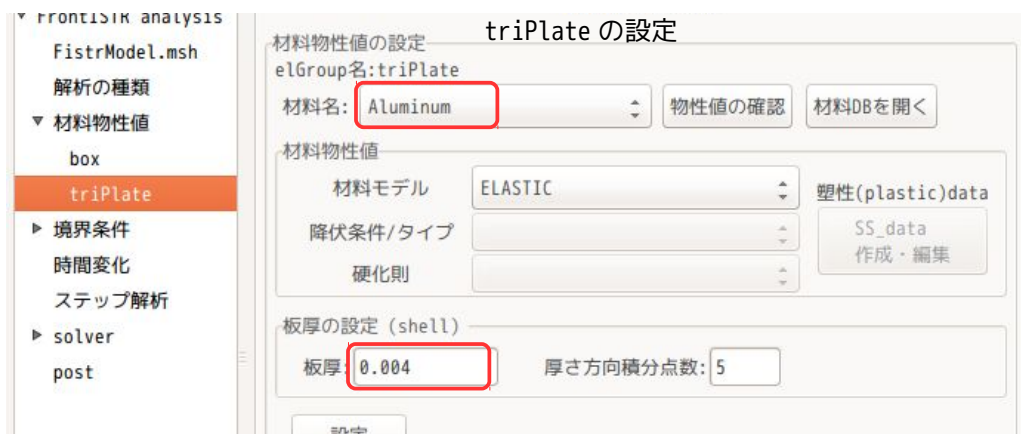 FrontISTR analysis
FistrModel.msh
解析の種類
材料物性値
box
triPlate
境界条件
時間変化
ステップ解析
solver
post
triPlate の設定
材料物性値の設定
elGroup名:triPlate
材料名: Aluminum 物性値の確認 材料DBを開く
材料物性値
材料モデル ELASTIC 塑性(plastic)data
降伏条件/タイプ SS_data
作成・編集
硬化則
板厚の設定 (shell)
板厚: 0.004 厚さ方向積分点数: 5
設定